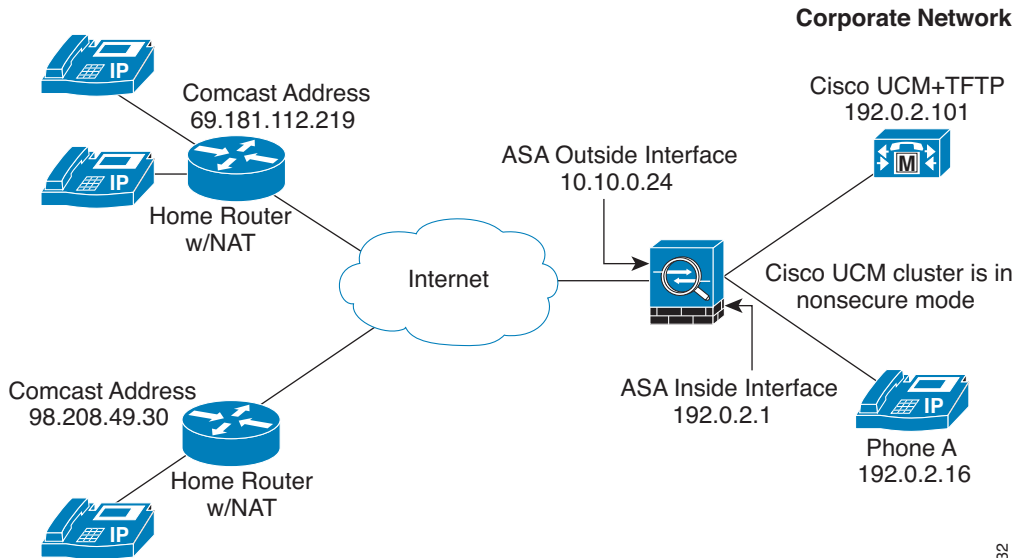 Corporate Network
IP
Comcast Address
69.181.112.219
IP
Home Router
w/NAT
Cisco UCM+TFTP
192.0.2.101
M
ASA Outside Interface
10.10.0.24
Internet
Cisco UCM cluster is in
nonsecure mode
ASA Inside Interface
192.0.2.1
IP
Phone A
192.0.2.16
Comcast Address
98.208.49.30
Home Router
w/NAT
IP